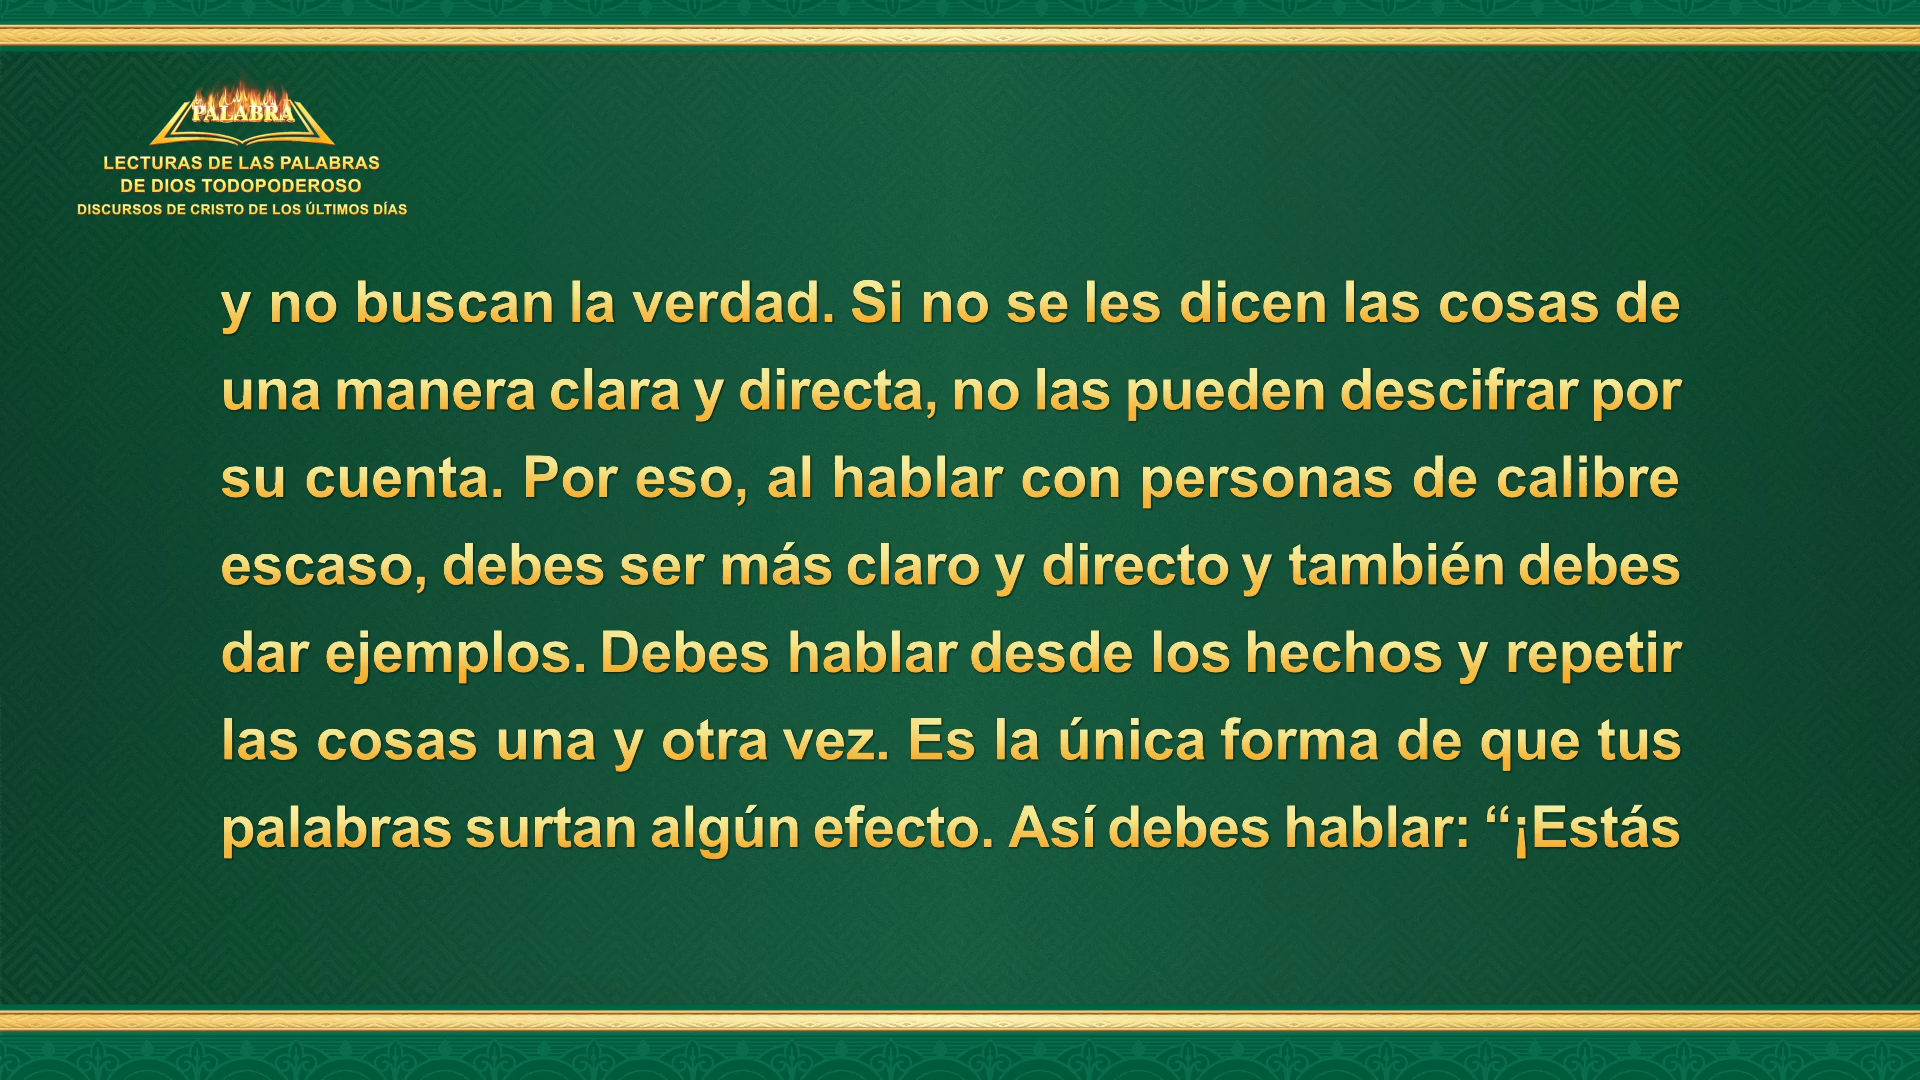 PALABRA
LECTURAS DE LAS PALABRAS
DE DIOS TODOPODEROSO
DISCURSOS DE CRISTO DE LOS ÚLTIMOS DÍAS
y no buscan la verdad. Si no se les dicen las cosas de
una manera clara y directa, no las pueden descifrar por
su cuenta. Por eso, al hablar con personas de calibre
escaso, debes ser más claro y directo y también debes
dar ejemplos. Debes hablar desde los hechos y repetir
las cosas una y otra vez. Es la única forma de que tus
palabras surtan algún efecto. Así debes hablar: “¡Estás